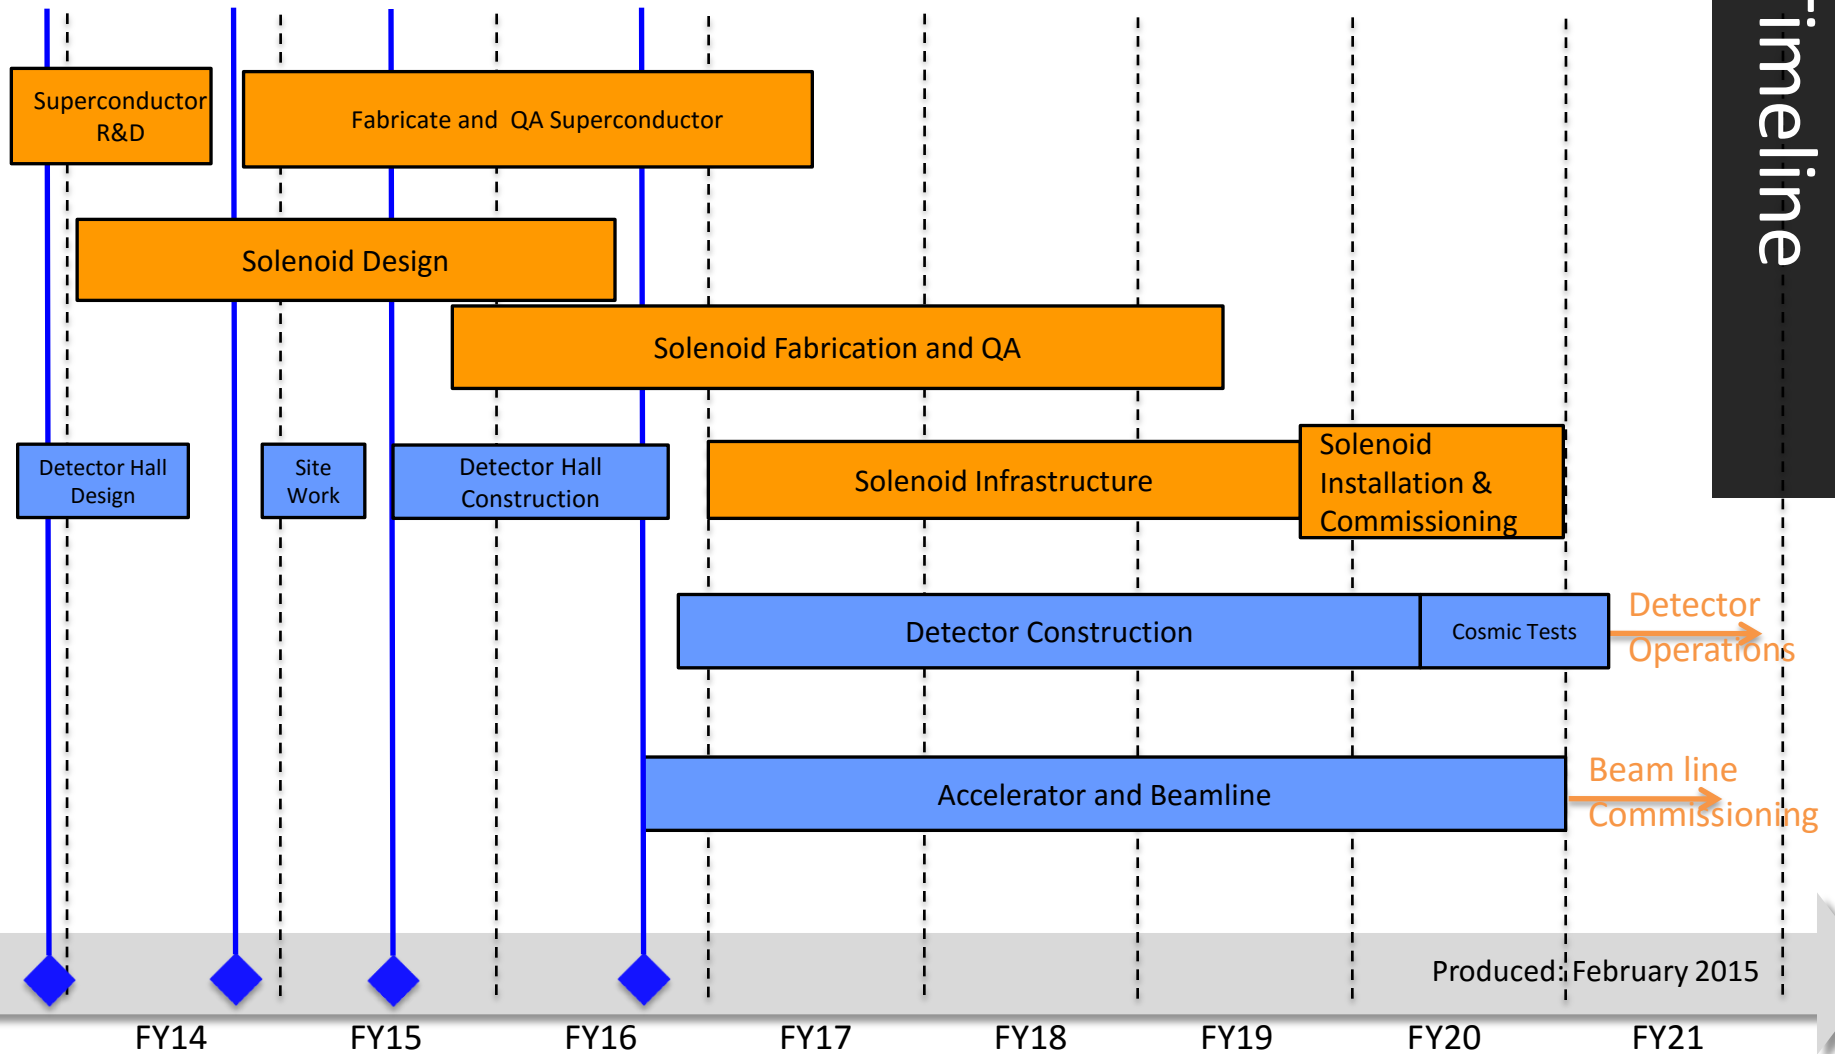 Timeline
Superconductor
R&D
Fabricate and QA Superconductor
Solenoid Design
Solenoid Fabrication and QA
Detector Hall
Design
Site
Work
Detector Hall
Construction
Solenoid Infrastructure
Solenoid
Installation &
Commissioning
Detector Construction
Cosmic Tests
Detector
Operations
Accelerator and Beamline
Beam line
Commissioning
Produced: February 2015
FY14 FY15 FY16 FY17 FY18 FY19 FY20 FY21